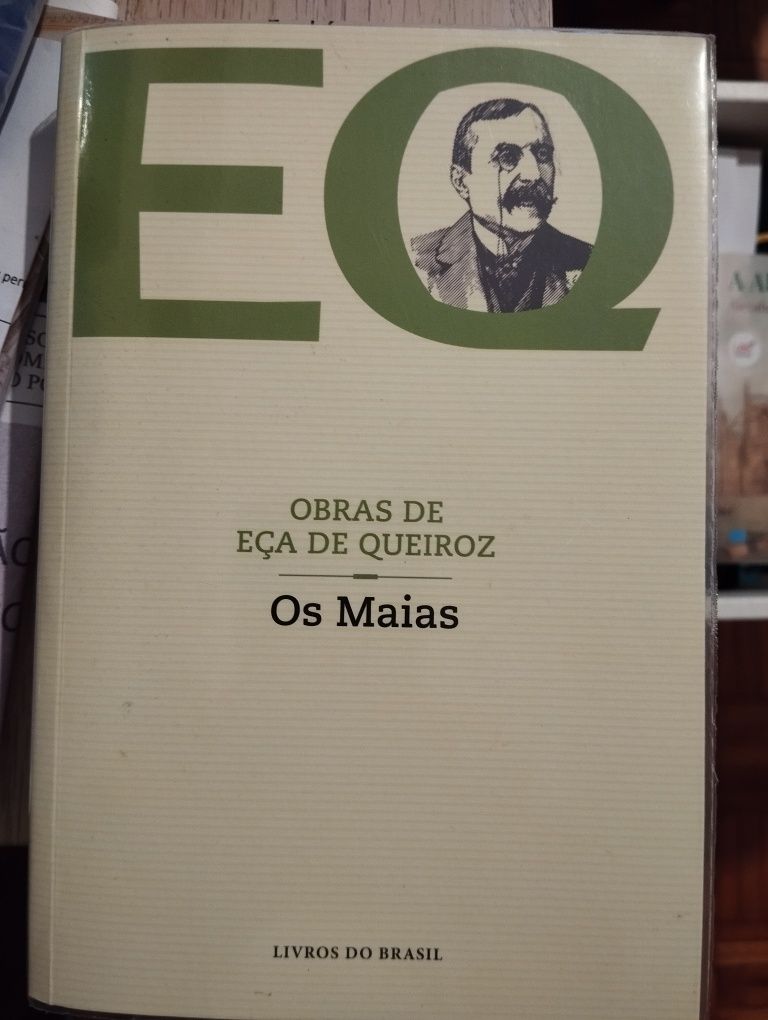 EQ
OBRAS DE
EÇA DE QUEIROZ
Os Maias
LIVROS DO BRASIL